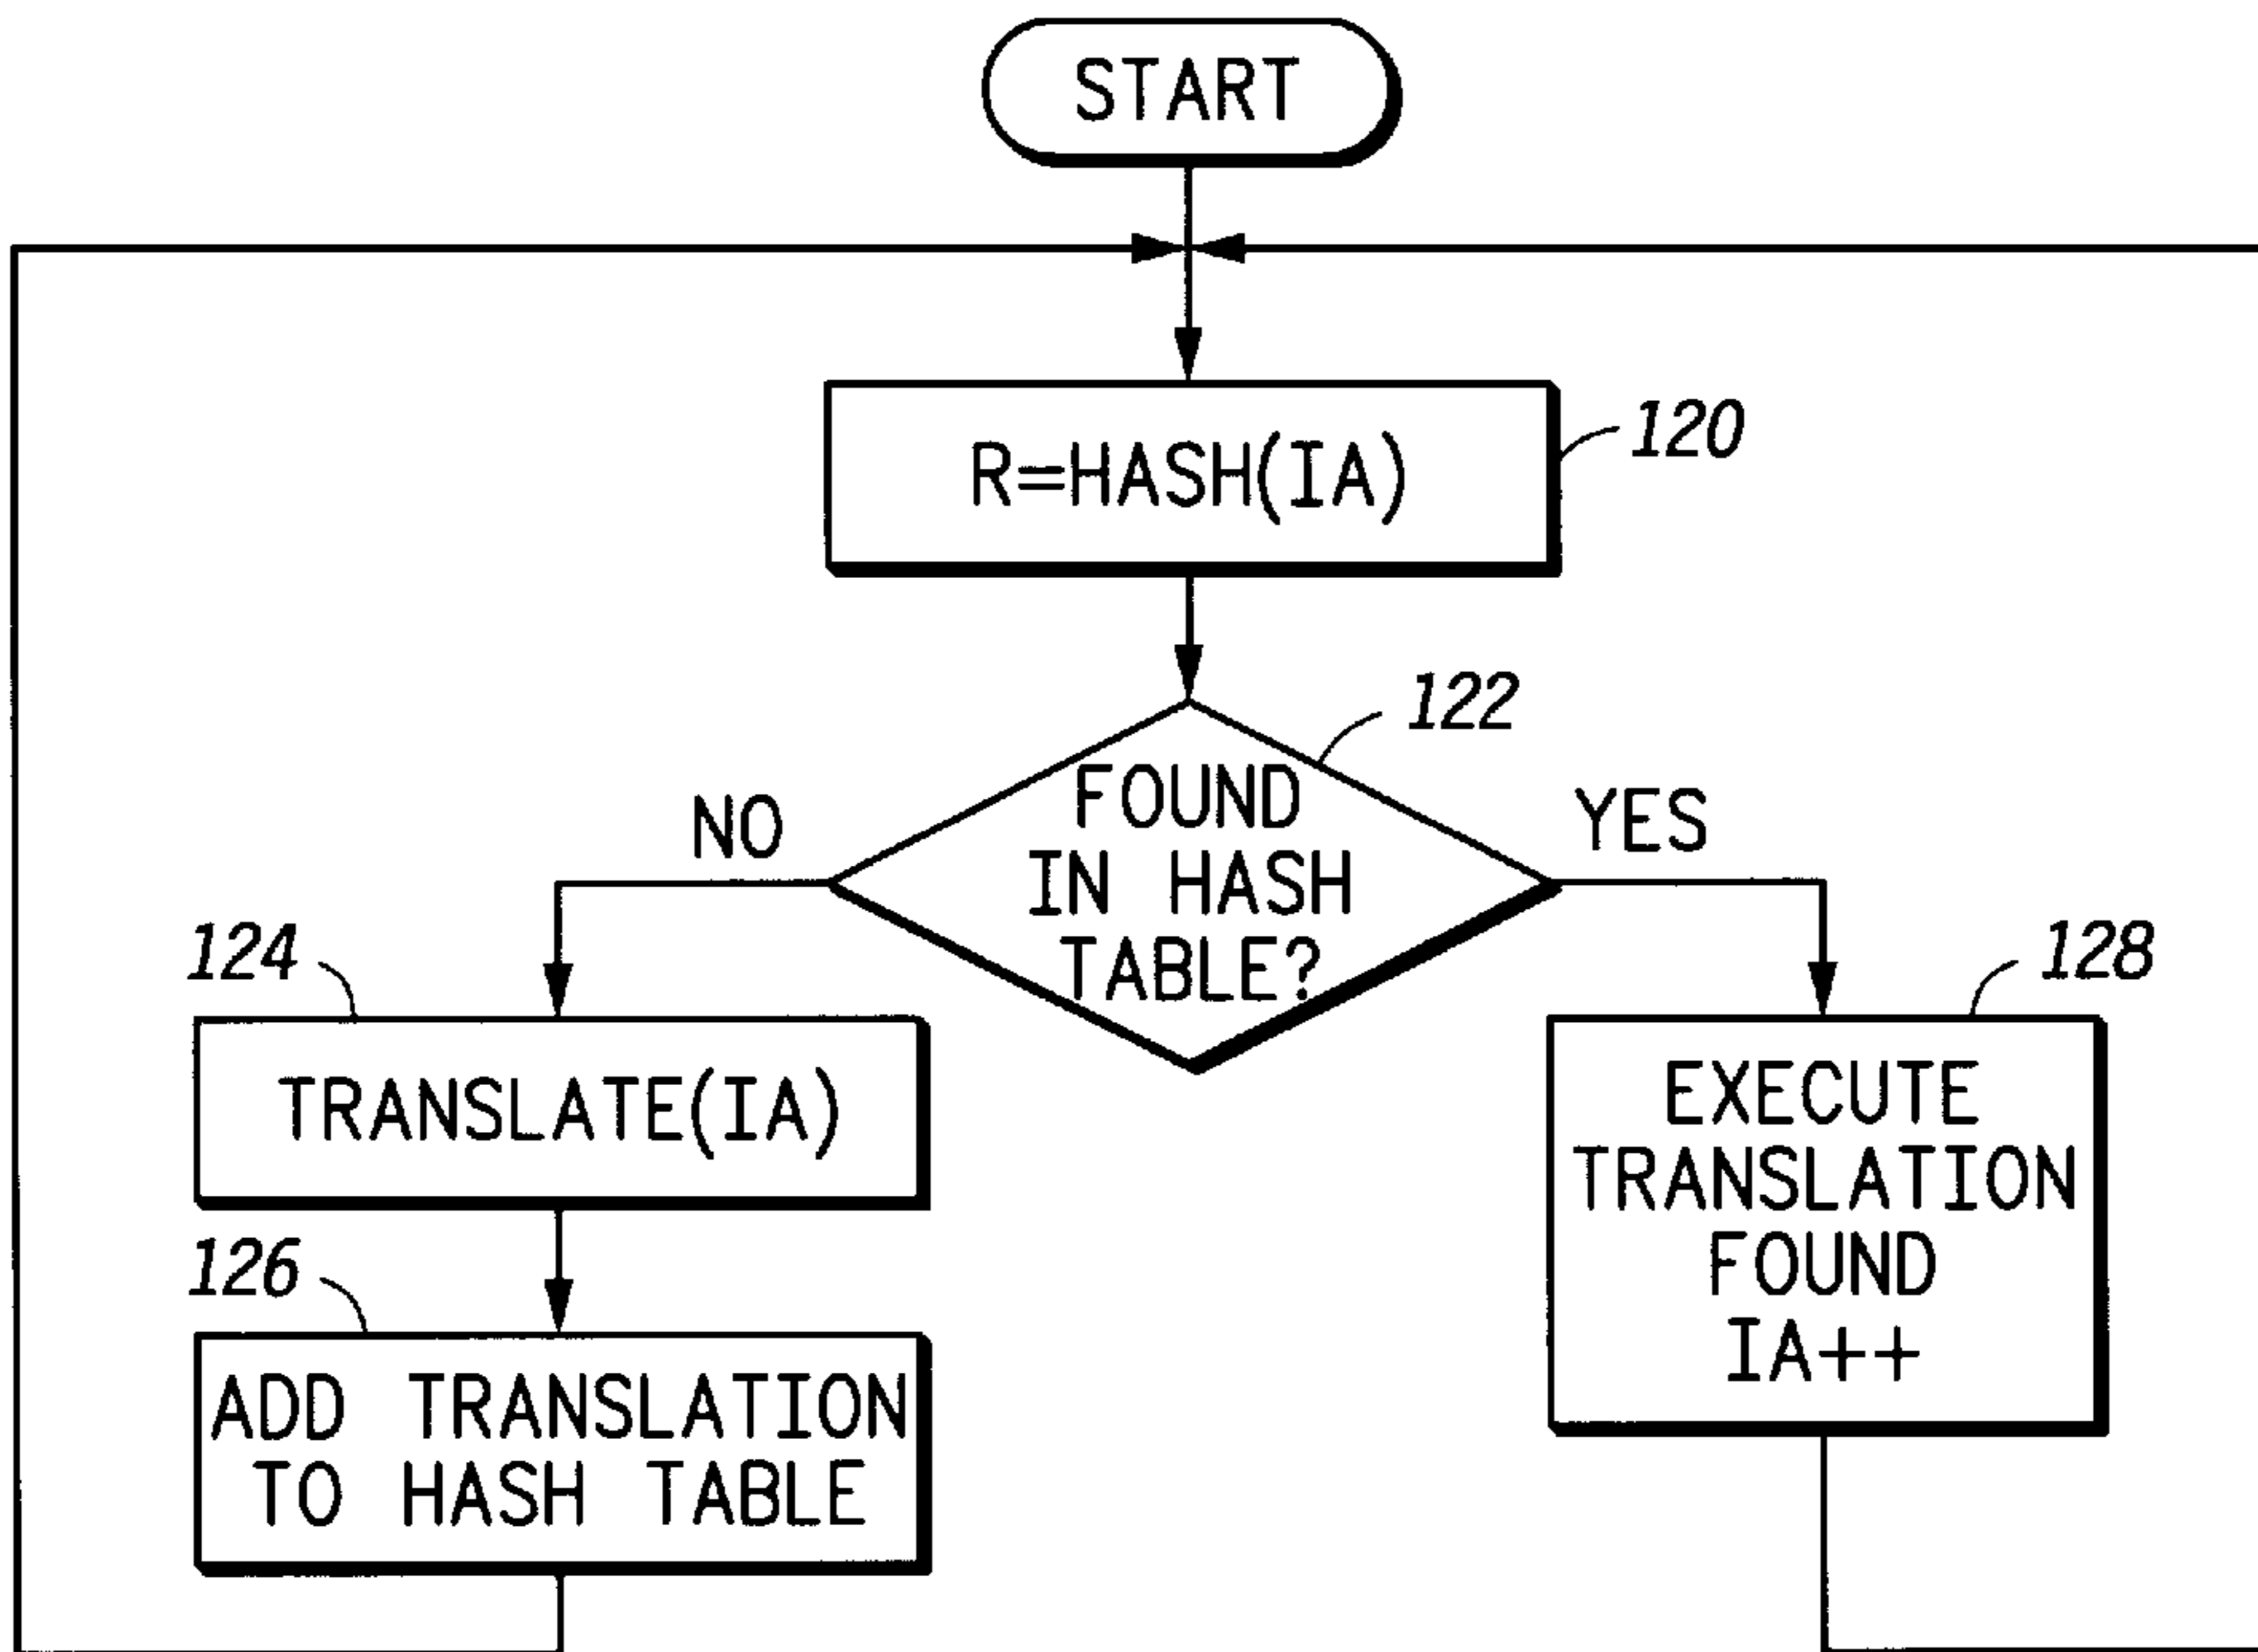 START
R=HASH(IA)
120
122
FOUND
IN HASH
TABLE?
NO
YES
124
TRANSLATE(IA)
128
EXECUTE
TRANSLATION
FOUND
IA++
126
ADD TRANSLATION
TO HASH TABLE